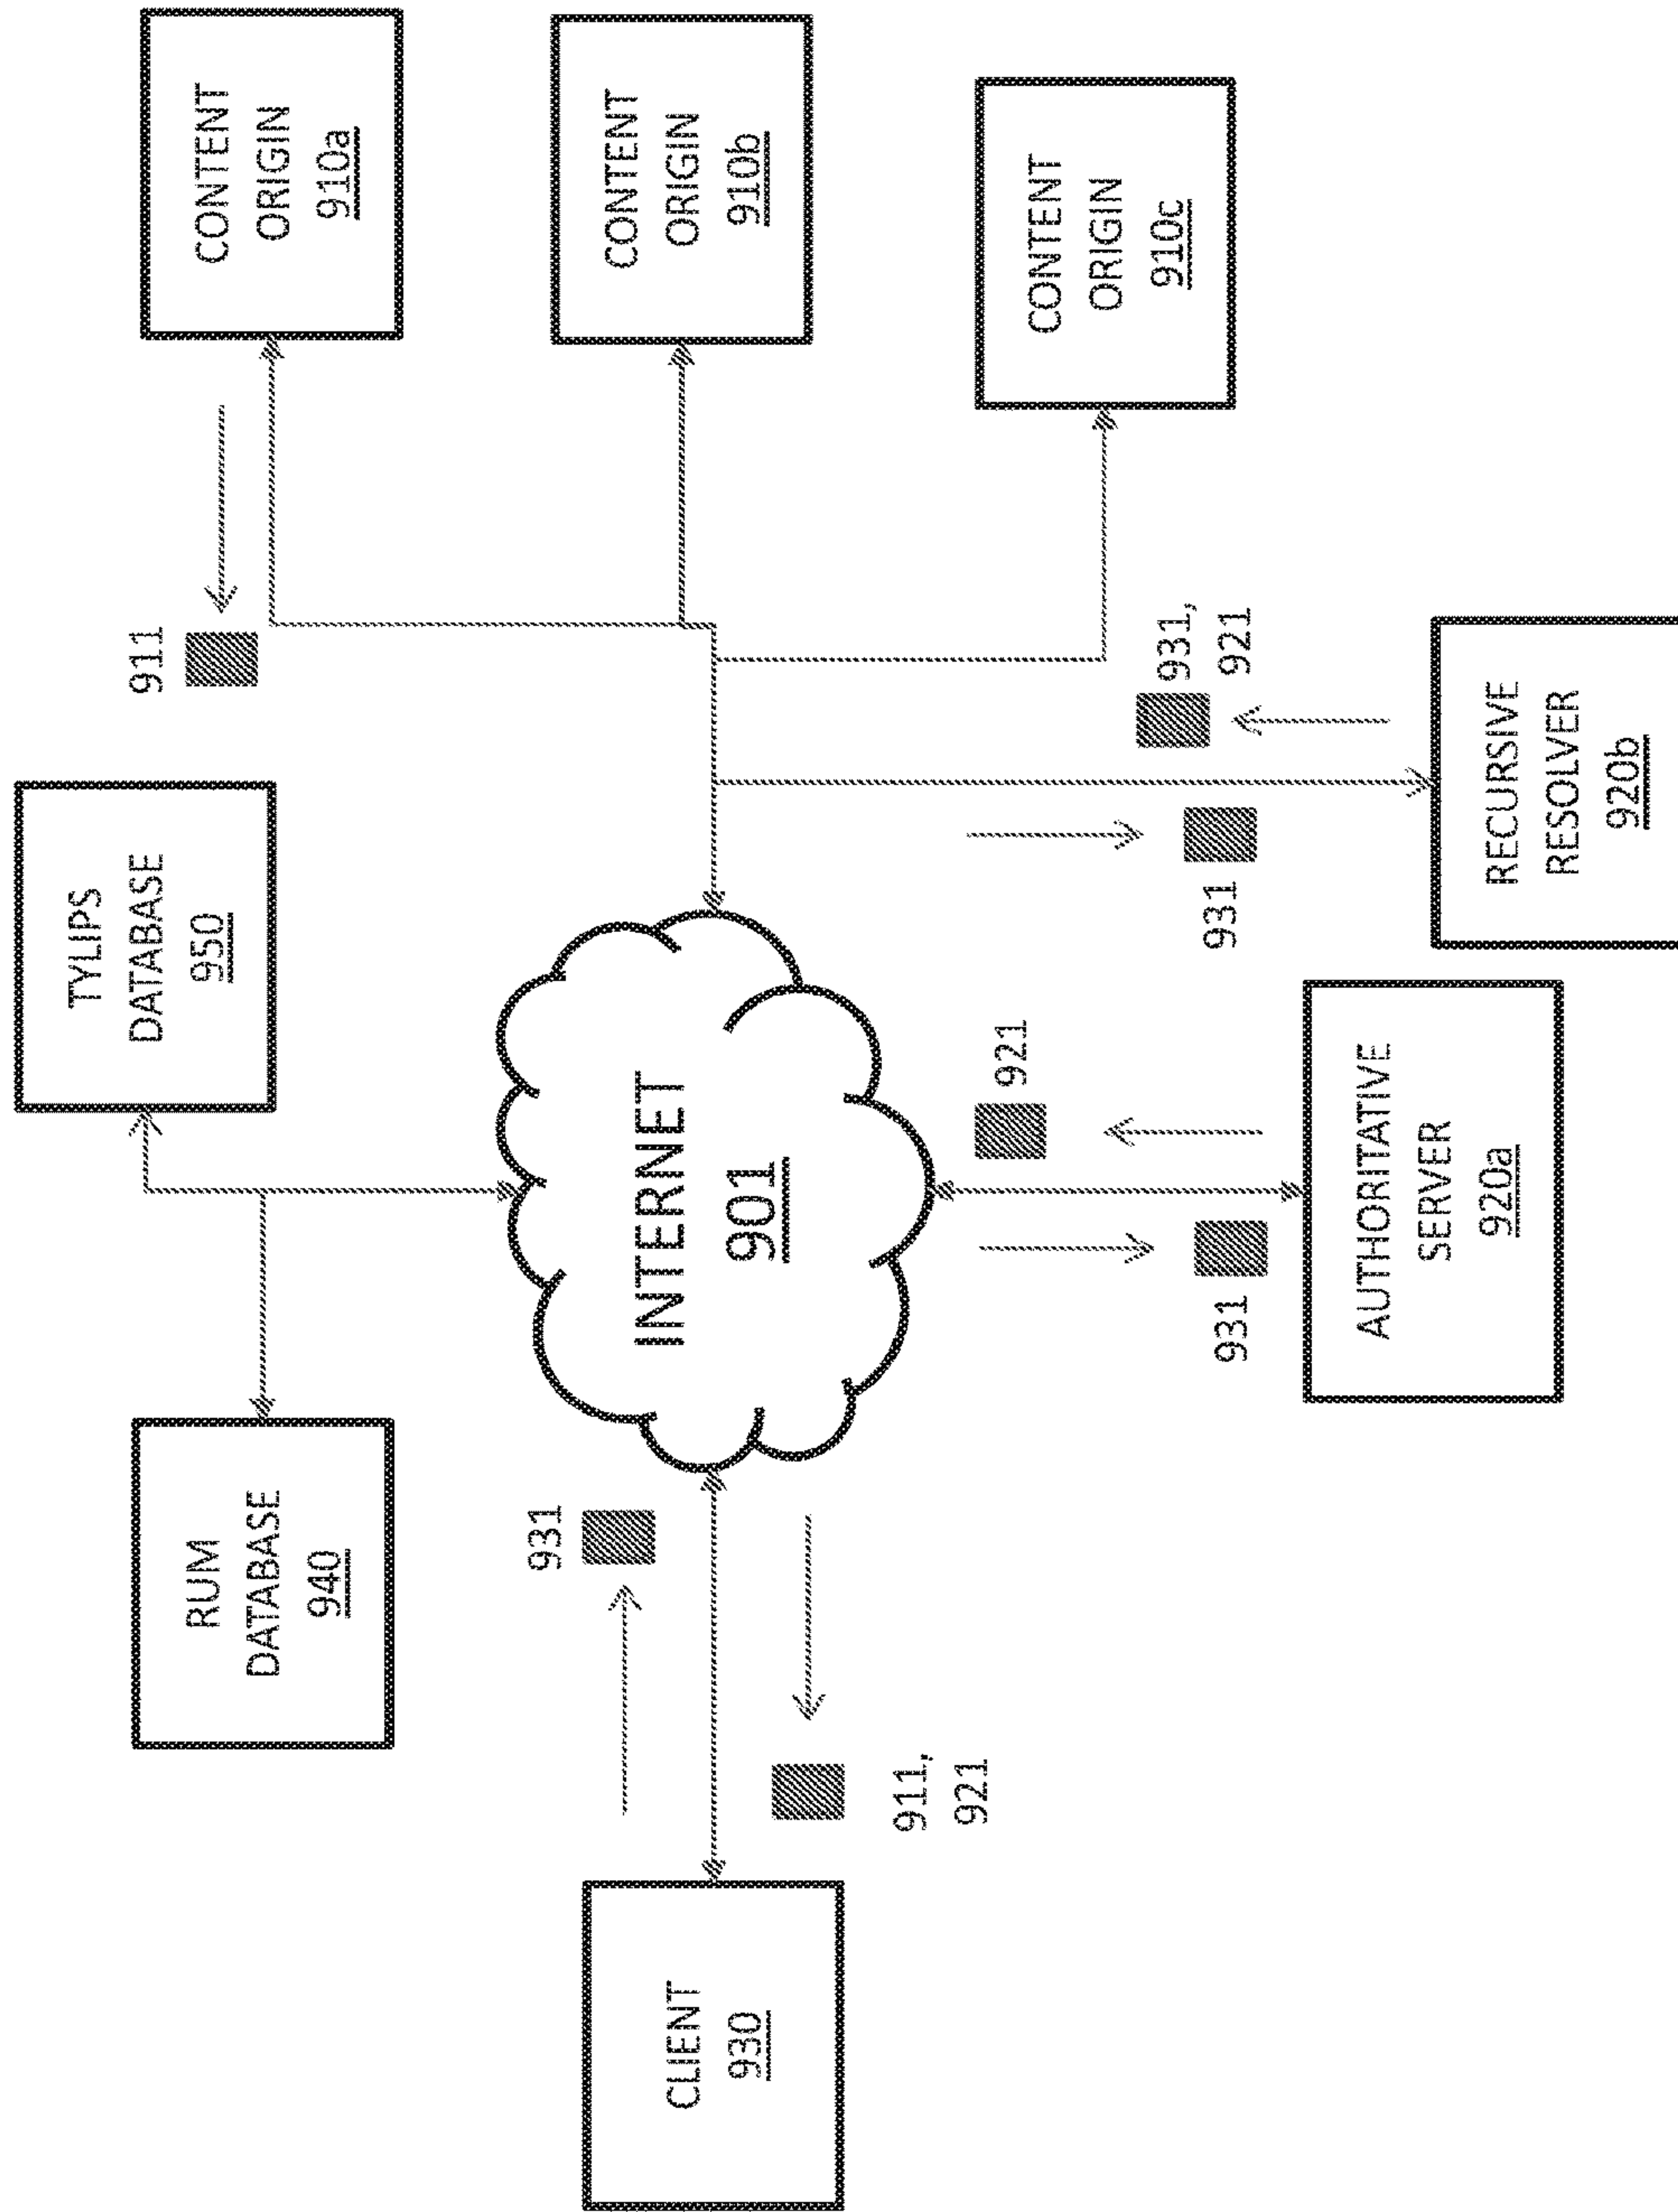 RUM
DATABASE
940
TYLIPS
DATABASE
950
911
CONTENT
ORIGIN
910a
CONTENT
ORIGIN
910b
CONTENT
ORIGIN
910c
931
INTERNET
901
CLIENT
930
911,
921
931
921
931
931,
921
AUTHORITATIVE
SERVER
920a
RECURSIVE
RESOLVER
920b